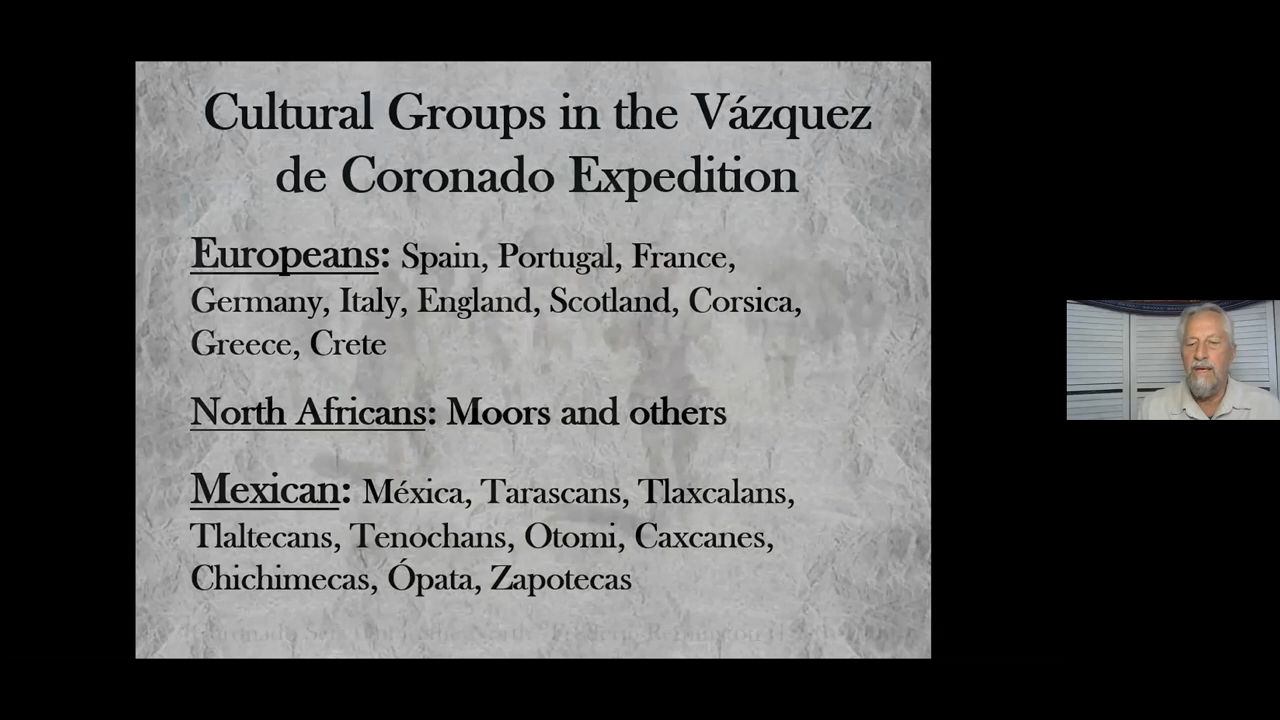 Cultural Groups in the Vázquez
de Coronado Expedition
Europeans: Spain, Portugal, France,
Germany, Italy, England, Scotland, Corsica,
Greece, Crete
North Africans: Moors and others
Mexican: Méxica, Tarascans, Tlaxcalans,
Tlaltecans, Tenochans, Otomi, Caxcanes,
Chichimecas, Ópata, Zapotecas